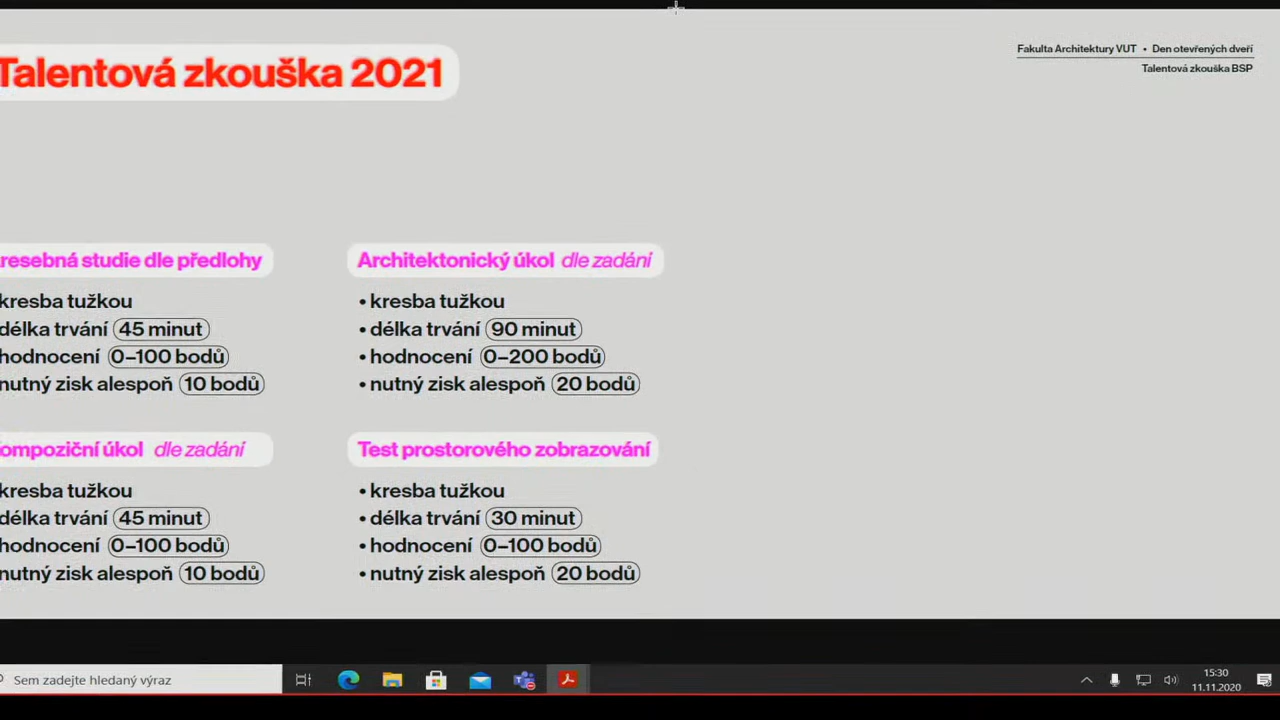 Talentová zkouška 2021
Fakulta Architektury VUT • Den otevřených dveří
Talentová zkouška BSP
resebná studie dle předlohy
kresba tužkou
délka trvání 45 minut
hodnocení 0–100 bodů
nutný zisk alespoň 10 bodů
Architektonický úkol dle zadání
• kresba tužkou
• délka trvání 90 minut
• hodnocení 0–200 bodů
• nutný zisk alespoň 20 bodů
ompoziční úkol dle zadání
kresba tužkou
délka trvání 45 minut
hodnocení 0–100 bodů
nutný zisk alespoň 10 bodů
Test prostorového zobrazování
• kresba tužkou
• délka trvání 30 minut
• hodnocení 0–100 bodů
• nutný zisk alespoň 20 bodů
Sem zadejte hledaný výraz
15:30
11.11.2020